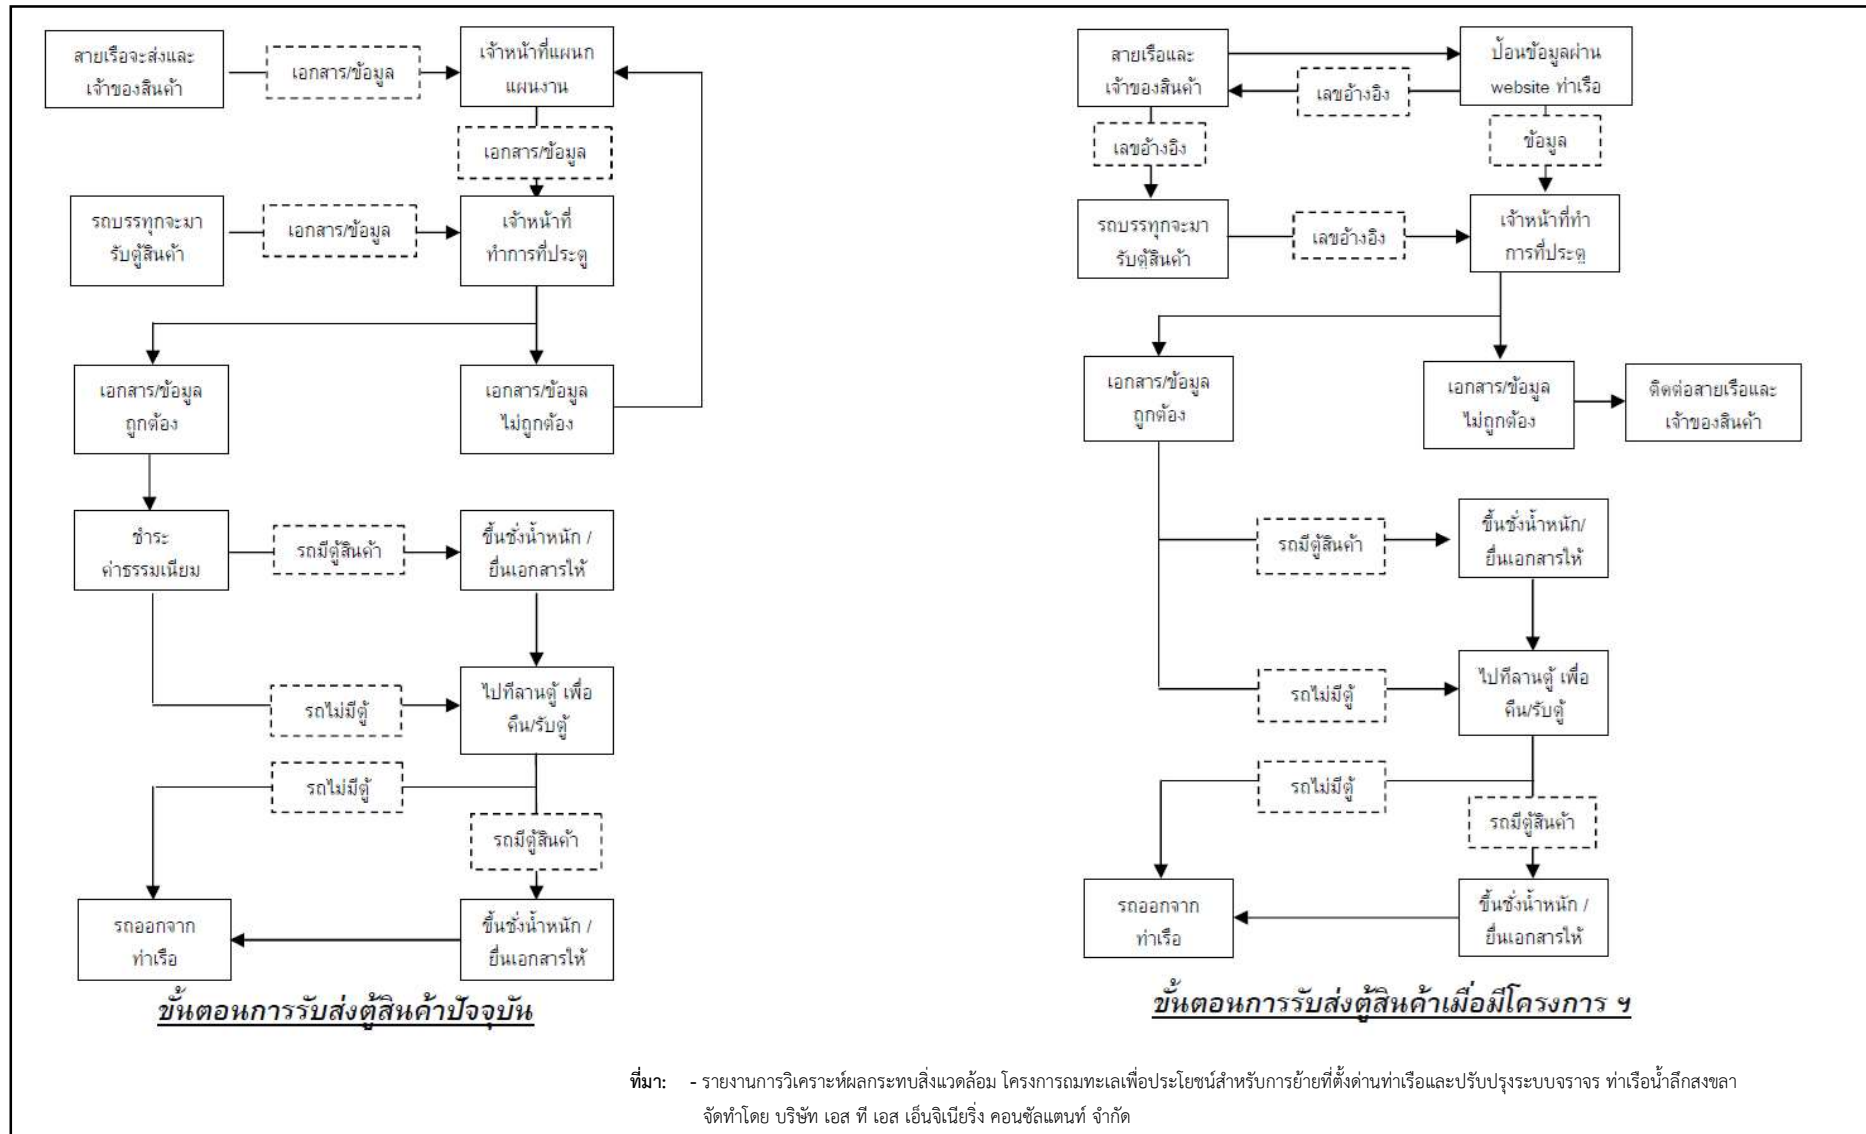 สายเรือจะส่งและ
เจ้าของสินค้า
เอกสาร/ข้อมูล
เจ้าหน้าที่แผนก
แผนงาน
เอกสาร/ข้อมูล
รถบรรทุกจะมา
รับตู้สินค้า
เอกสาร/ข้อมูล
เจ้าหน้าที่
ทำการที่ประตู
เอกสาร/ข้อมูล
ถูกต้อง
เอกสาร/ข้อมูล
ไม่ถูกต้อง
ชำระ
ค่าธรรมเนียม
รถมีตู้สินค้า
ขึ้นชั่งน้ำหนัก /
ยื่นเอกสารให้
รถไม่มีตู้
ไปที่ลานตู้ เพื่อ
คืน/รับตู้
รถไม่มีตู้
รถมีตู้สินค้า
รถออกจาก
ท่าเรือ
ขึ้นชั่งน้ำหนัก /
ยื่นเอกสารให้
ขั้นตอนการรับส่งตู้สินค้าปัจจุบัน
สายเรือและ
เจ้าของสินค้า
ป้อนข้อมูลผ่าน
website ท่าเรือ
เลขอ้างอิง
เลขอ้างอิง
ข้อมูล
รถบรรทุกจะมา
รับตู้สินค้า
เลขอ้างอิง
เจ้าหน้าที่ทำ
การที่ประตู
เอกสาร/ข้อมูล
ถูกต้อง
เอกสาร/ข้อมูล
ไม่ถูกต้อง
ติดต่อสายเรือและ
เจ้าของสินค้า
รถมีตู้สินค้า
ขึ้นชั่งน้ำหนัก/
ยื่นเอกสารให้
รถไม่มีตู้
ไปที่ลานตู้ เพื่อ
คืน/รับตู้
รถไม่มีตู้
รถมีตู้สินค้า
รถออกจาก
ท่าเรือ
ขึ้นชั่งน้ำหนัก /
ยื่นเอกสารให้
ขั้นตอนการรับส่งตู้สินค้าเมื่อมีโครงการ ฯ
ที่มา: - รายงานการวิเคราะห์ผลกระทบสิ่งแวดล้อม โครงการถมทะเลเพื่อประโยชน์สำหรับการย้ายที่ตั้งด่านท่าเรือและปรับปรุงระบบจราจร ท่าเรือน้ำลึกสงขลา
จัดทำโดย บริษัท เอส ที เอส เอ็นจิเนียริ่ง คอนซัลแตนท์ จำกัด